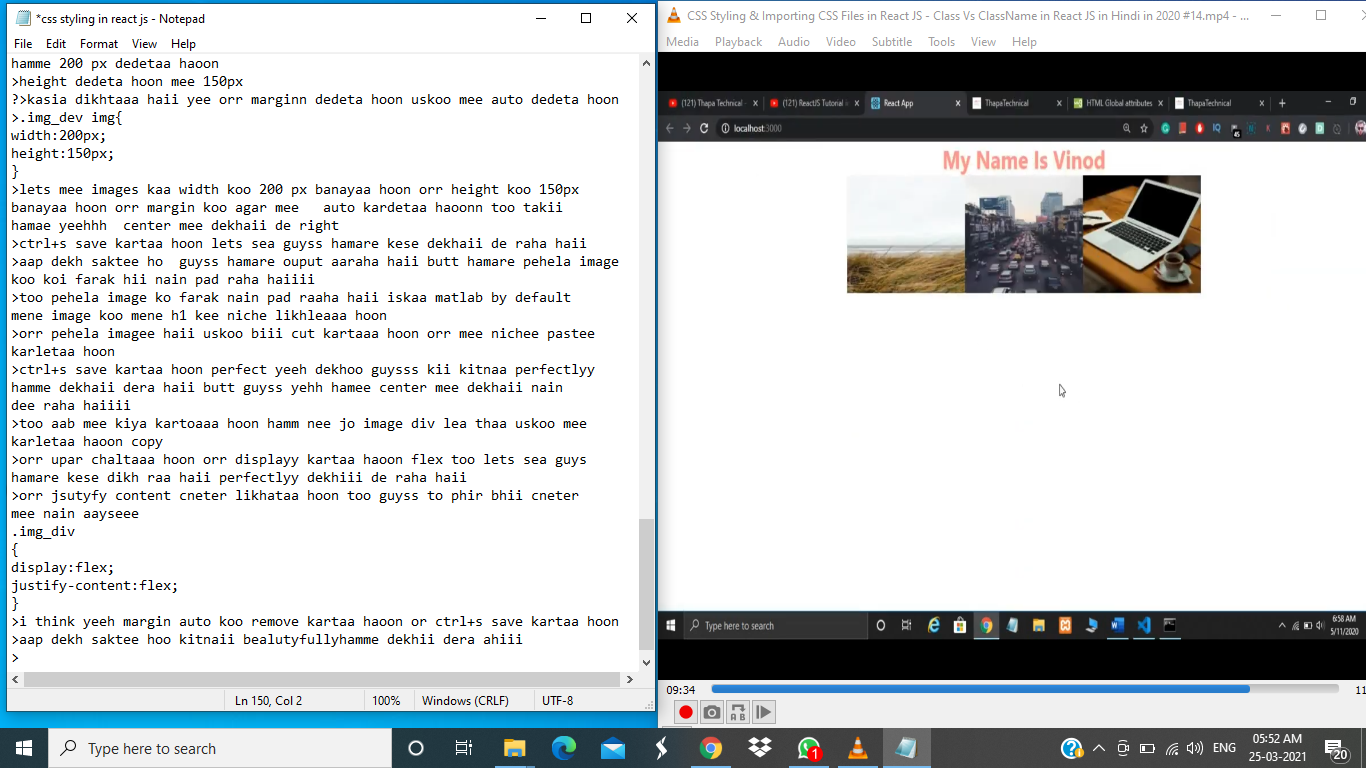 *css styling in react js - Notepad
File Edit Format View Help
hamme 200 px dedetaa haoon
>height dedeta hoon mee 150px
?>kasia dikhtaaa haii yee orr marginn dedeta hoon uskoo mee auto dedeta hoon
>.img_dev img{
width:200px;
height:150px;
}
>lets mee images kaa width koo 200 px banayaa hoon orr height koo 150px
banayaa hoon orr margin koo agar mee   auto kardetaa haoonn too takii
hamae yeehhh  center mee dekhaii de right
>ctrl+s save kartaa hoon lets sea guyss hamare kese dekhaii de raha haii
>aap dekh saktee ho  guyss hamare ouput aaraha haii butt hamare pehela image
koo koi farak hii nain pad raha haiiii
>too pehela image ko farak nain pad raaha haii iskaa matlab by default
mene image koo mene h1 kee niche likhleaaa hoon
>orr pehela imagee haii uskoo biii cut kartaaa hoon orr mee nichee pastee
karletaa hoon
>ctrl+s save kartaa hoon perfect yeeh dekhoo guysss kii kitnaa perfectlyy
hamme dekhaii dera haii butt guyss yehh hamee center mee dekhaii nain
dee raha haiiii
>too aab mee kiya kartoaaa hoon hamm nee jo image div lea thaa uskoo mee
karletaa haoon copy
>orr upar chaltaaa hoon orr displayy kartaa haoon flex too lets sea guys
hamare kese dikh raa haii perfectlyy dekhiii de raha haii
>orr jsutyfy content cneter likhataa hoon too guyss to phir bhii cneter
mee nain aayseee
.img_div
{
display:flex;
justify-content:flex;
}
>i think yeeh margin auto koo remove kartaa haoon or ctrl+s save kartaa hoon
>aap dekh saktee hoo kitnaii bealutyfullyhamme dekhii dera ahiii
>
Ln 150, Col 2 100% Windows (CRLF) UTF-8
CSS Styling & Importing CSS Files in React JS - Class Vs ClassName in React JS in Hindi in 2020 #14.mp4 - ...
Media Playback Audio Video Subtitle Tools View Help
(121) Thapa Technical - (121) ReactJS Tutorial React App ThapaTechnical HTML Global attributes ThapaTechnical
localhost:3000
45
My Name Is Vinod
Type here to search
6:58 AM
5/11/2020
09:34 11
Type here to search
1
ENG
05:52 AM
25-03-2021
20